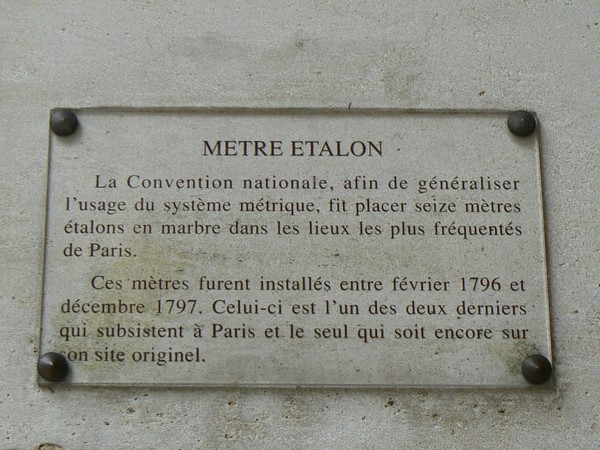 METRE ETALON
La Convention nationale, afin de généraliser
l'usage du système métrique, fit placer seize mètres
étalons en marbre dans les lieux les plus fréquentés
de Paris.
Ces mètres furent installés entre février 1796 et
décembre 1797. Celui-ci est l'un des deux derniers
qui subsistent à Paris et le seul qui soit encore sur
son site originel.